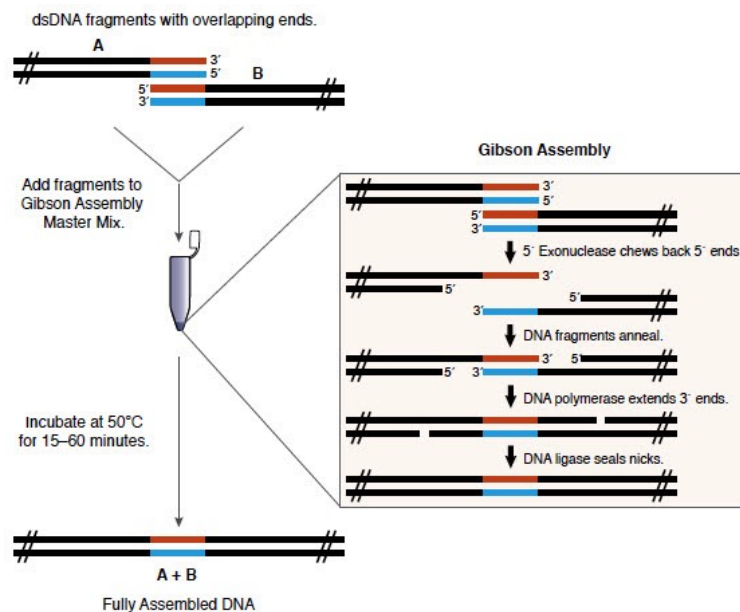 dsDNA fragments with overlapping ends.
A
3′
5′
B
5′
3′
Add fragments to
Gibson Assembly
Master Mix.
Incubate at 50°C
for 15–60 minutes.
A + B
Fully Assembled DNA
Gibson Assembly
3′
5′
5′
3′
5´ Exonuclease chews back 5´ ends
3′
5′
5′
3′
DNA fragments anneal.
3′ 5′
5′ 3′
DNA polymerase extends 3´ ends.
DNA ligase seals nicks.